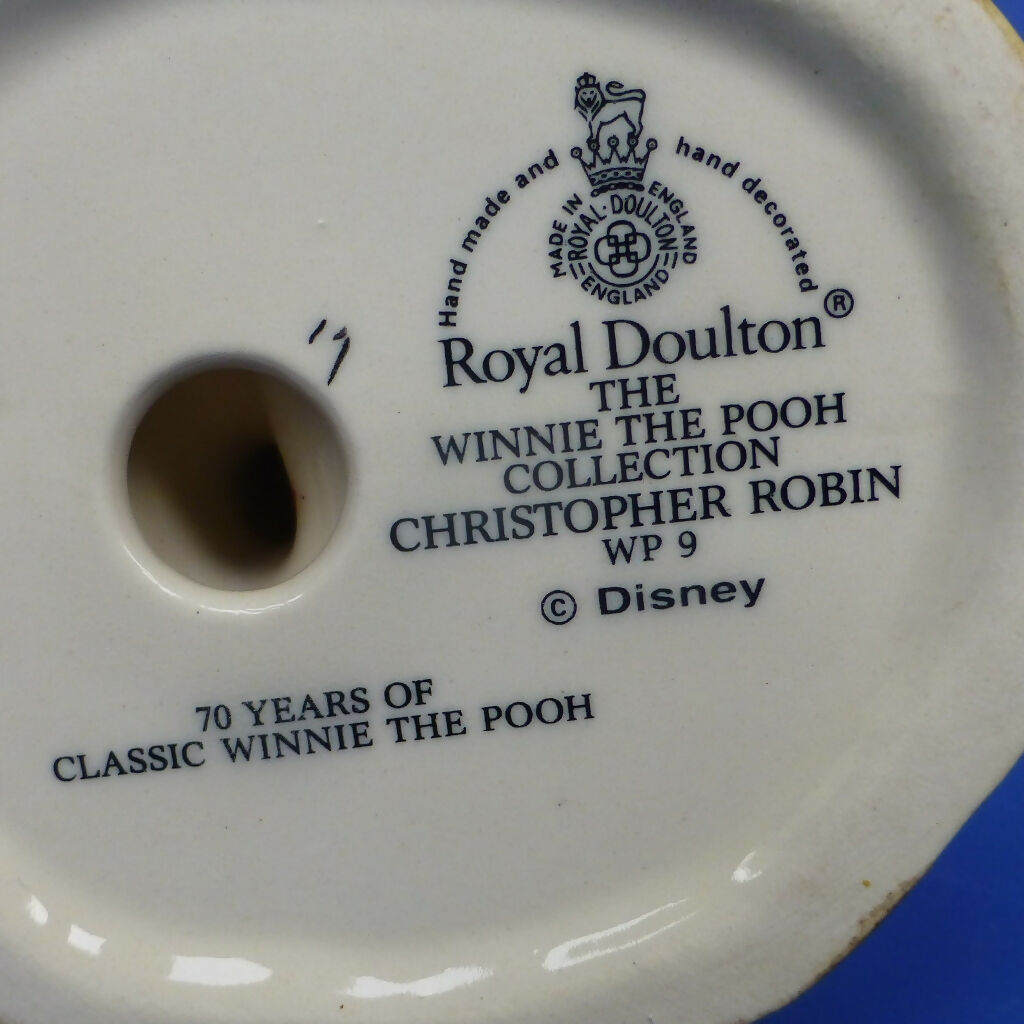 Hand made and hand decorated
MADE IN ENGLAND
ROYAL·DOULTON
ENGLAND
Royal Doulton®
THE
WINNIE THE POOH
COLLECTION
CHRISTOPHER ROBIN
WP 9
© Disney
70 YEARS OF
CLASSIC WINNIE THE POOH